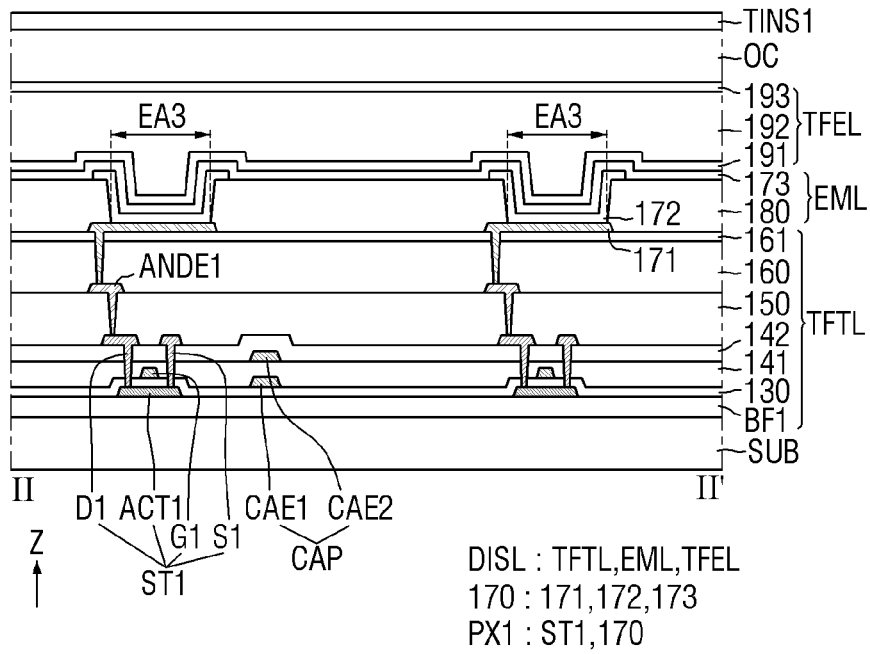 TINS1
OC
193
EA3 EA3
192 TFEL
191
173
172 180 EML
161
171
ANDE1 160
150
142 TFTL
141
130
BF1
SUB
II II'
D1 ACT1 G1 S1 CAE1 CAE2
ST1 CAP
Z
DISL : TFTL,EML,TFEL
170 : 171,172,173
PX1 : ST1,170